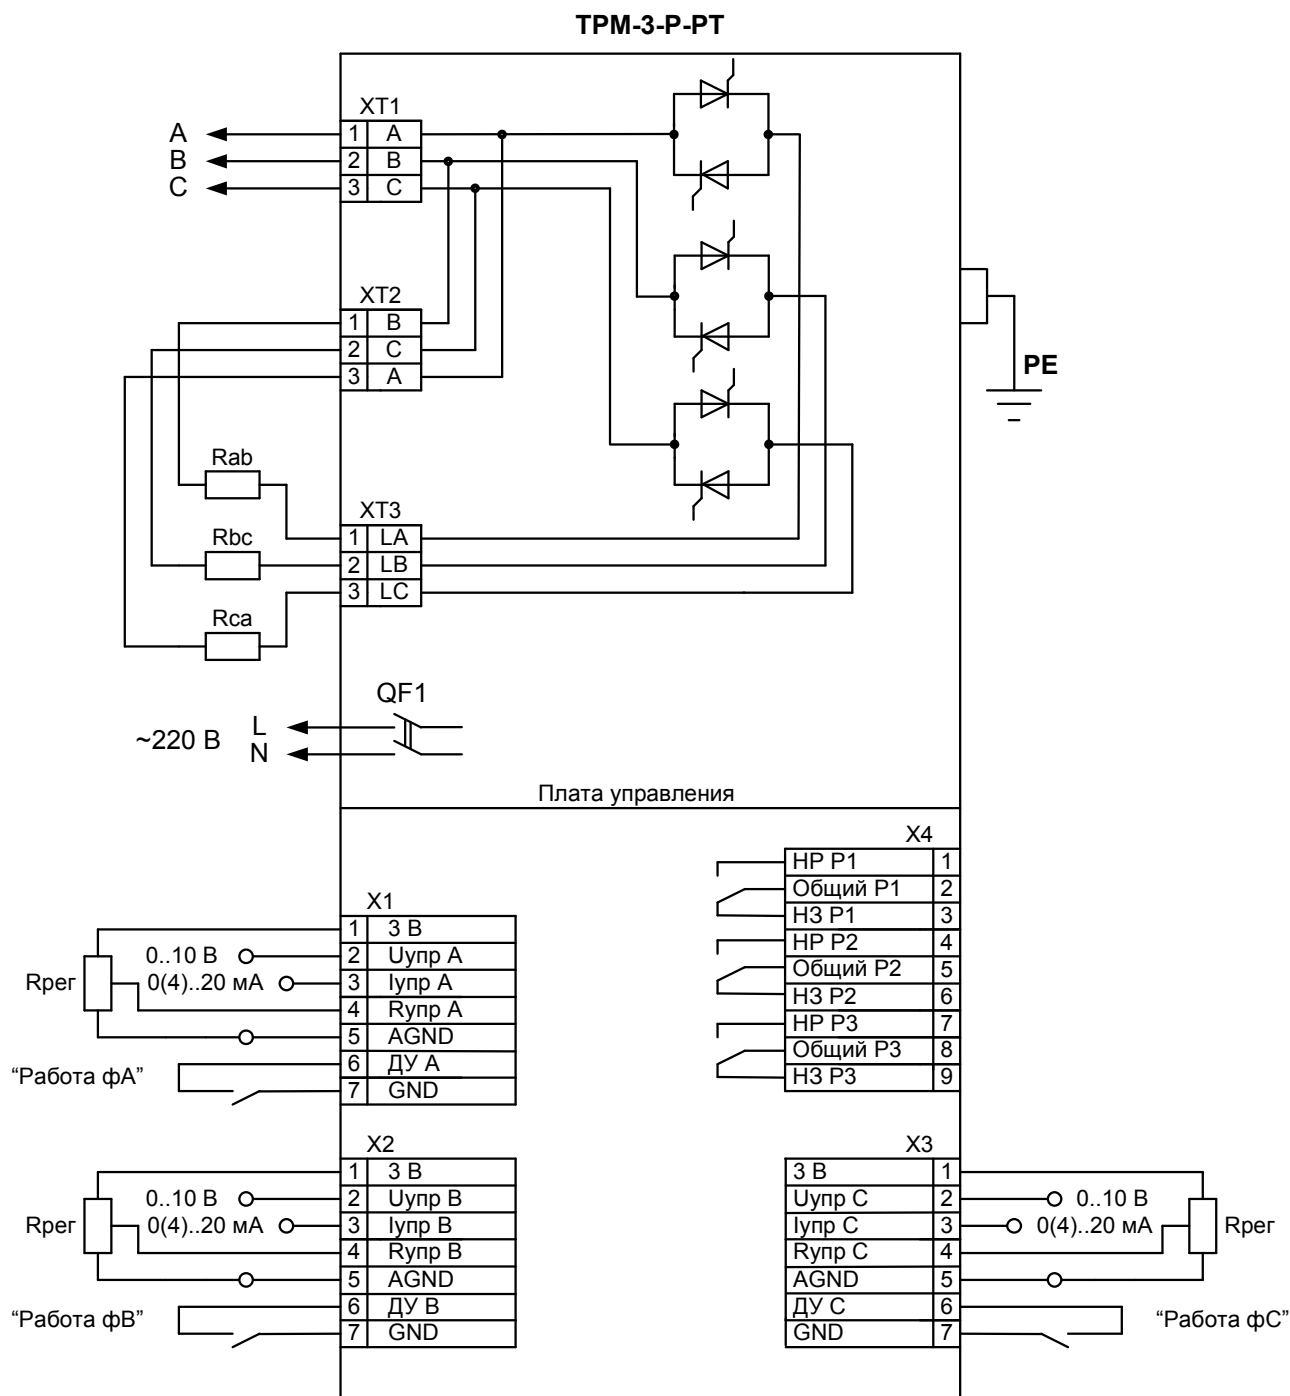 ТРМ-3-Р-РТ
XT1
A 1 A
B 2 B
C 3 C
XT2
1 B
2 C
3 A
PE
Rab
Rbc
Rca
XT3
1 LA
2 LB
3 LC
QF1
~220 В
L
N
Плата управления
X4
НР Р1 1
Общий Р1 2
НЗ Р1 3
НР Р2 4
Общий Р2 5
НЗ Р2 6
НР Р3 7
Общий Р3 8
НЗ Р3 9
X1
1 3 В
0..10 В 2 Uупр А
Rрег 0(4)..20 мА 3 Iупр А
4 Rупр А
5 AGND
“Работа фА” 6 ДУ А
7 GND
X2
1 3 В
0..10 В 2 Uупр В
Rрег 0(4)..20 мА 3 Iупр В
4 Rупр В
5 AGND
“Работа фВ” 6 ДУ В
7 GND
X3
3 В 1
Uупр С 2 0..10 В
Iупр С 3 0(4)..20 мА Rрег
Rупр С 4
AGND 5
ДУ С 6 “Работа фС”
GND 7